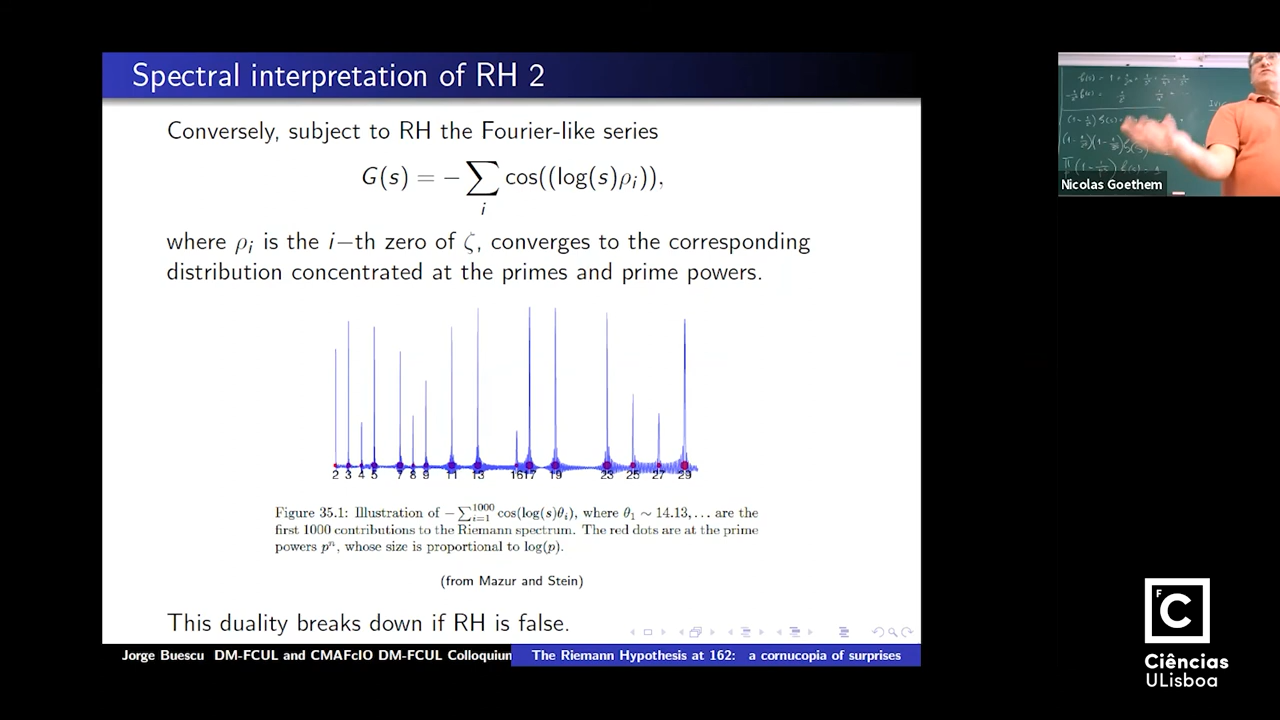 Spectral interpretation of RH 2
Conversely, subject to RH the Fourier-like series
G(s) = − ∑ cos((log(s)ρᵢ)),
i
where ρᵢ is the i−th zero of ζ, converges to the corresponding
distribution concentrated at the primes and prime powers.
2 3 4 5 7 8 9 11 13 16 17 19 23 25 27 29
Figure 35.1: Illustration of −∑ᵢ₌₁¹⁰⁰⁰ cos(log(s)θᵢ), where θ₁ ∼ 14.13, … are the
first 1000 contributions to the Riemann spectrum. The red dots are at the prime
powers pⁿ, whose size is proportional to log(p).
(from Mazur and Stein)
This duality breaks down if RH is false.
Jorge Buescu DM-FCUL and CMAFcIO DM-FCUL Colloquium
The Riemann Hypothesis at 162: a cornucopia of surprises
Nicolas Goethem
F
C
Ciências
ULisboa